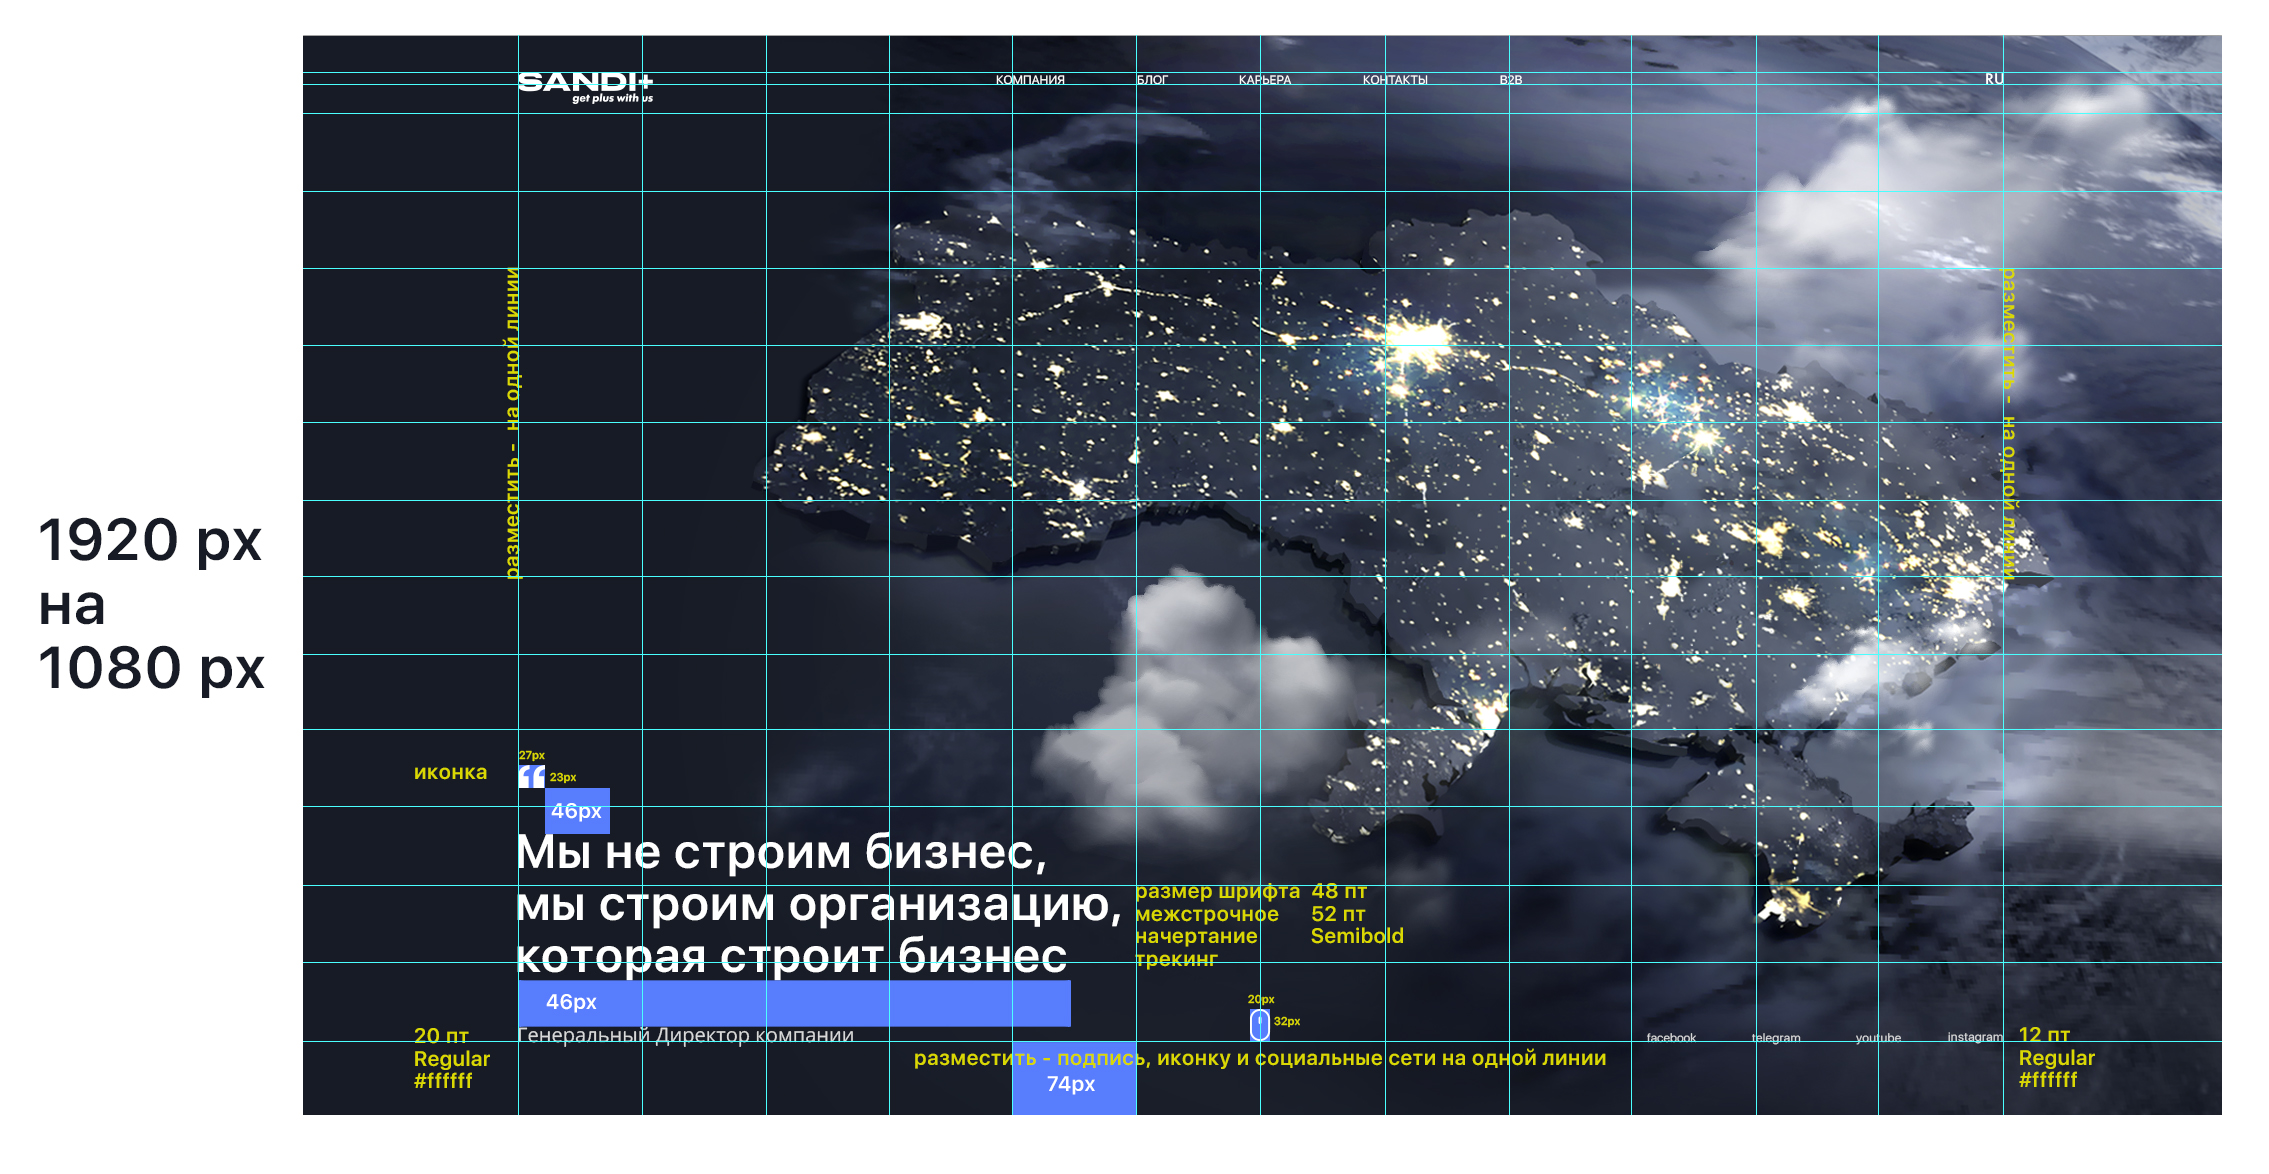 SANDI+
get plus with us
КОМПАНИЯ
БЛОГ
КАРЬЕРА
КОНТАКТЫ
B2B
RU
разместить - на одной линии
разместить - на одной линии
1920 px
на
1080 px
27px
иконка
23px
46px
Мы не строим бизнес,
мы строим организацию,
которая строит бизнес
размер шрифта 48 пт
межстрочное 52 пт
начертание Semibold
трекинг
46px
20px
32px
20 пт
Regular
#ffffff
Генеральный Директор компании
facebook
telegram
youtube
instagram
12 пт
Regular
#ffffff
разместить - подпись, иконку и социальные сети на одной линии
74px